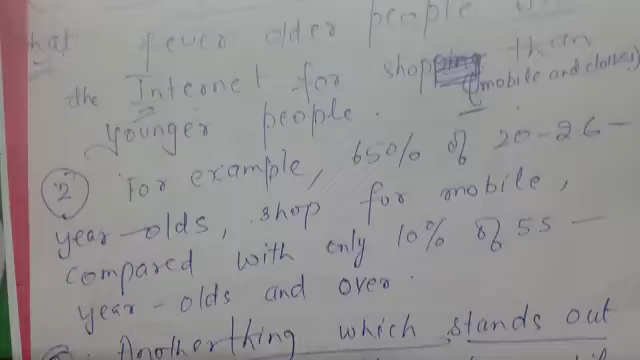 that fewer older people
the Internet for shopping than
(mobile and clothes)
younger people.
(2) For example, 650% of 20-26-
year-olds, shop for mobile,
compared with only 10% of 55-
year-olds and over.
Another thing which stands out